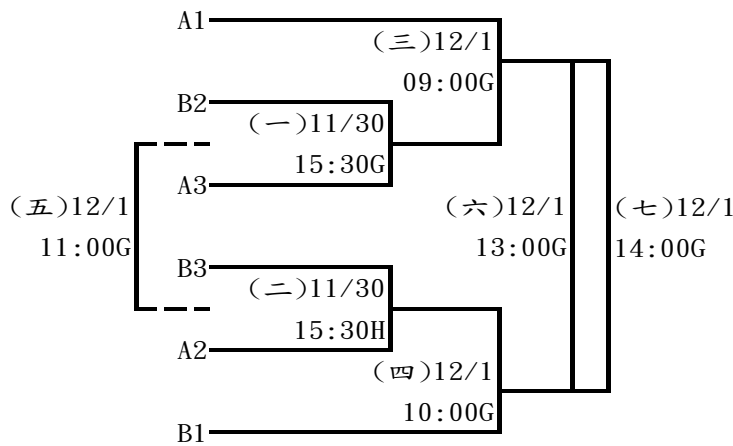 A1
(三)12/1
09:00G
B2
(一)11/30
15:30G
A3
(五)12/1
11:00G
(六)12/1
13:00G
(七)12/1
14:00G
B3
(二)11/30
15:30H
A2
(四)12/1
10:00G
B1